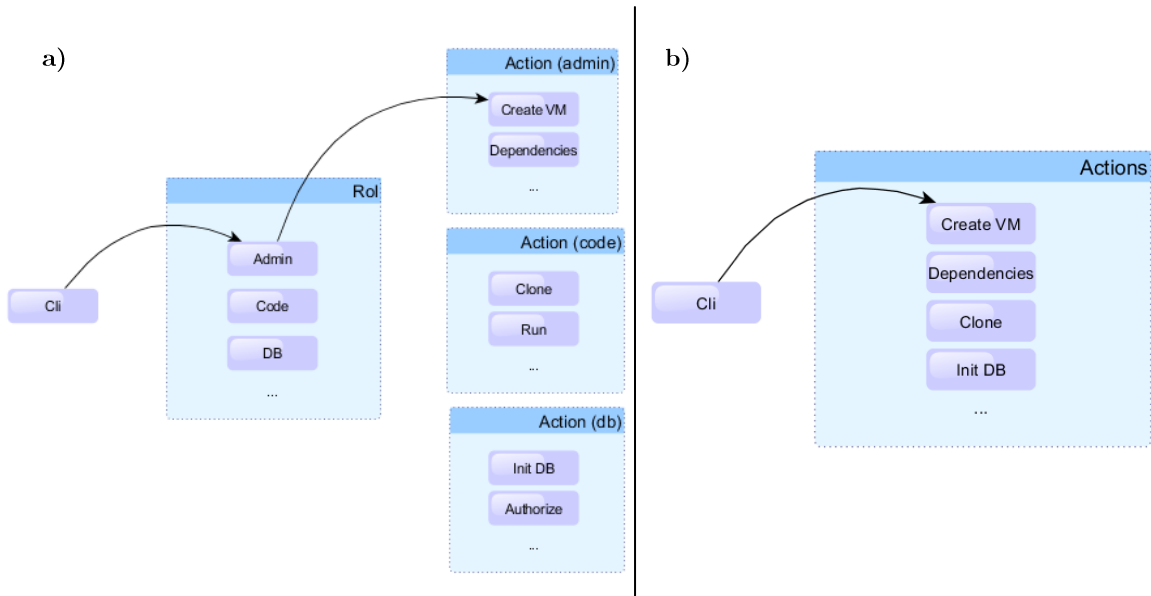 a)
Action (admin)
Create VM
Dependencies
...
Rol
Admin
Code
DB
...
Cli
Action (code)
Clone
Run
...
Action (db)
Init DB
Authorize
...
b)
Actions
Create VM
Dependencies
Clone
Init DB
...
Cli